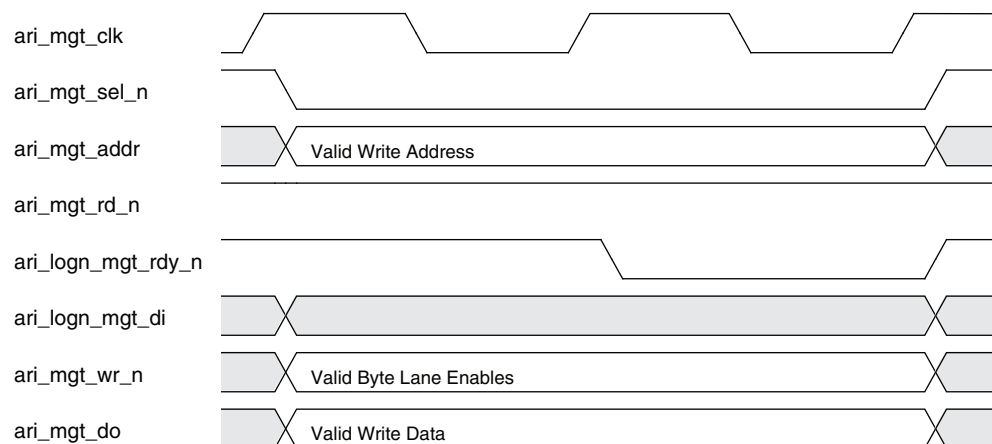 ari_mgt_clk
ari_mgt_sel_n
ari_mgt_addr
Valid Write Address
ari_mgt_rd_n
ari_logn_mgt_rdy_n
ari_logn_mgt_di
ari_mgt_wr_n
Valid Byte Lane Enables
ari_mgt_do
Valid Write Data